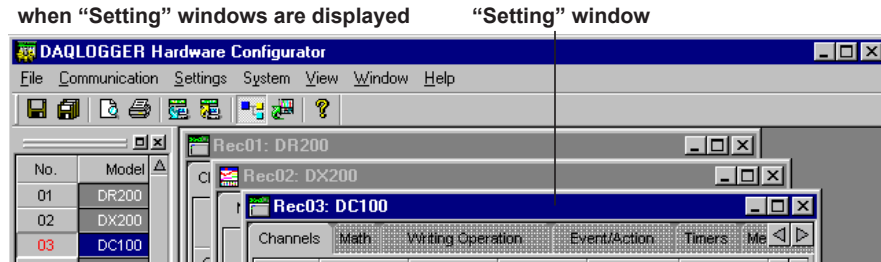 when “Setting” windows are displayed “Setting” window
DAQLOGGER Hardware Configurator
File Communication Settings System View Window Help
Rec01: DR200
No. Model
Rec02: DX200
01 DR200
02 DX200
Rec03: DC100
03 DC100
Channels Math Writing Operation Event/Action Timers Me